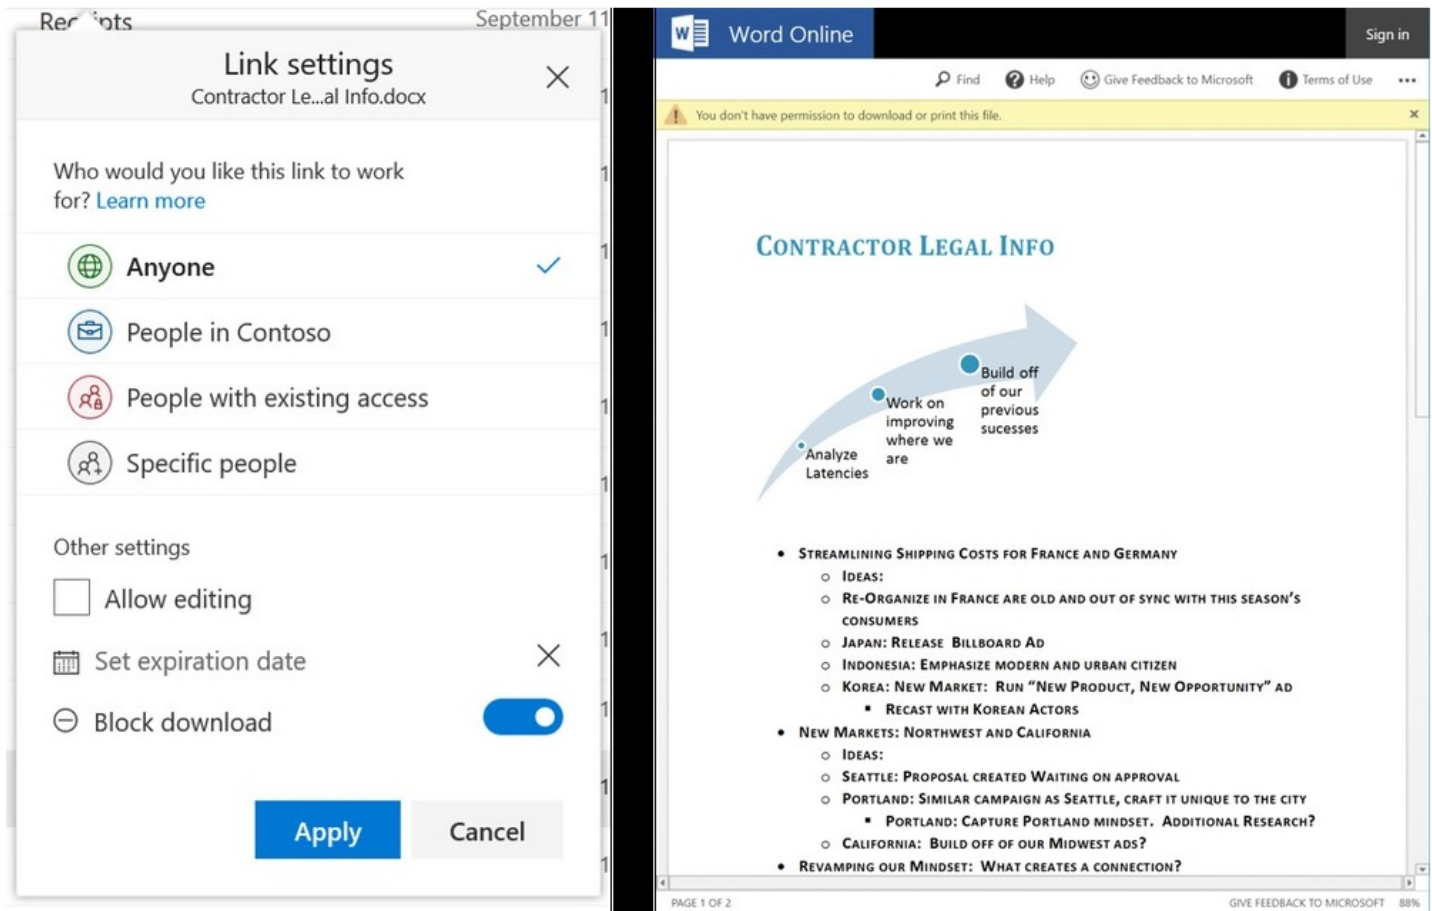 Receipts
September 11
Link settings
Contractor Le...al Info.docx
Who would you like this link to work
for? Learn more
Anyone
People in Contoso
People with existing access
Specific people
Other settings
Allow editing
Set expiration date
Block download
Apply
Cancel
Word Online
Sign in
Find
Help
Give Feedback to Microsoft
Terms of Use
You don't have permission to download or print this file.
CONTRACTOR LEGAL INFO
Build off
of our
previous
sucesses
Work on
improving
where we
are
Analyze
Latencies
• STREAMLINING SHIPPING COSTS FOR FRANCE AND GERMANY
o IDEAS:
o RE-ORGANIZE IN FRANCE ARE OLD AND OUT OF SYNC WITH THIS SEASON'S
CONSUMERS
o JAPAN: RELEASE BILLBOARD AD
o INDONESIA: EMPHASIZE MODERN AND URBAN CITIZEN
o KOREA: NEW MARKET: RUN "NEW PRODUCT, NEW OPPORTUNITY" AD
▪ RECAST WITH KOREAN ACTORS
• NEW MARKETS: NORTHWEST AND CALIFORNIA
o IDEAS:
o SEATTLE: PROPOSAL CREATED WAITING ON APPROVAL
o PORTLAND: SIMILAR CAMPAIGN AS SEATTLE, CRAFT IT UNIQUE TO THE CITY
▪ PORTLAND: CAPTURE PORTLAND MINDSET. ADDITIONAL RESEARCH?
o CALIFORNIA: BUILD OFF OF OUR MIDWEST ADS?
• REVAMPING OUR MINDSET: WHAT CREATES A CONNECTION?
PAGE 1 OF 2
GIVE FEEDBACK TO MICROSOFT 88%